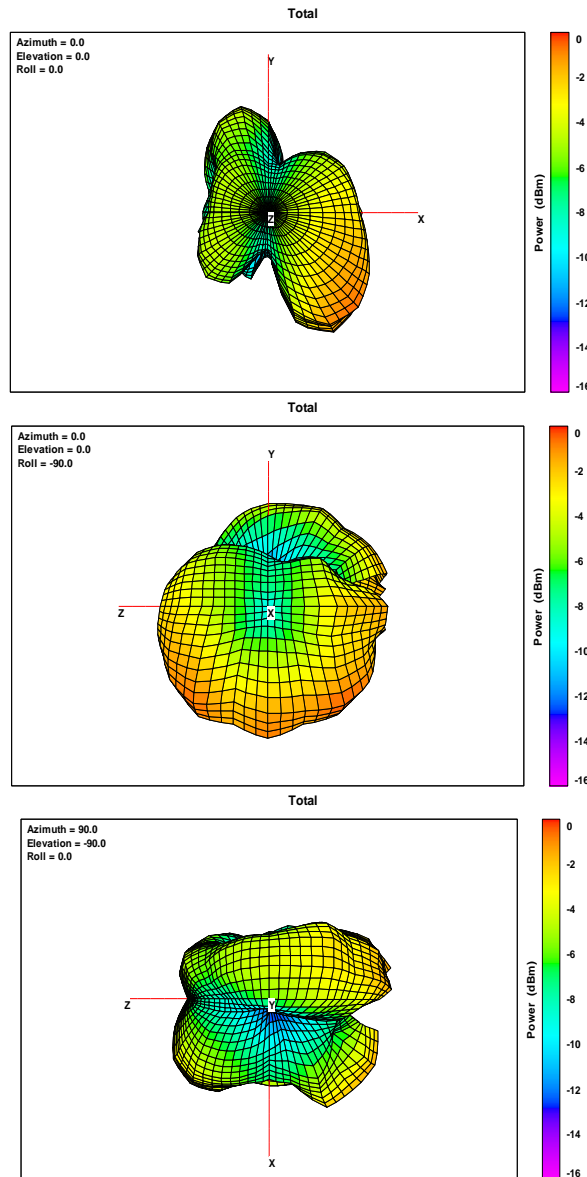 Total
Azimuth = 0.0
Elevation = 0.0
Roll = 0.0
Y
Z
X
0
-2
-4
-6
-8
-10
-12
-14
-16
Power (dBm)
Total
Azimuth = 0.0
Elevation = 0.0
Roll = -90.0
Y
Z
X
0
-2
-4
-6
-8
-10
-12
-14
-16
Power (dBm)
Total
Azimuth = 90.0
Elevation = -90.0
Roll = 0.0
Z
Y
X
0
-2
-4
-6
-8
-10
-12
-14
-16
Power (dBm)